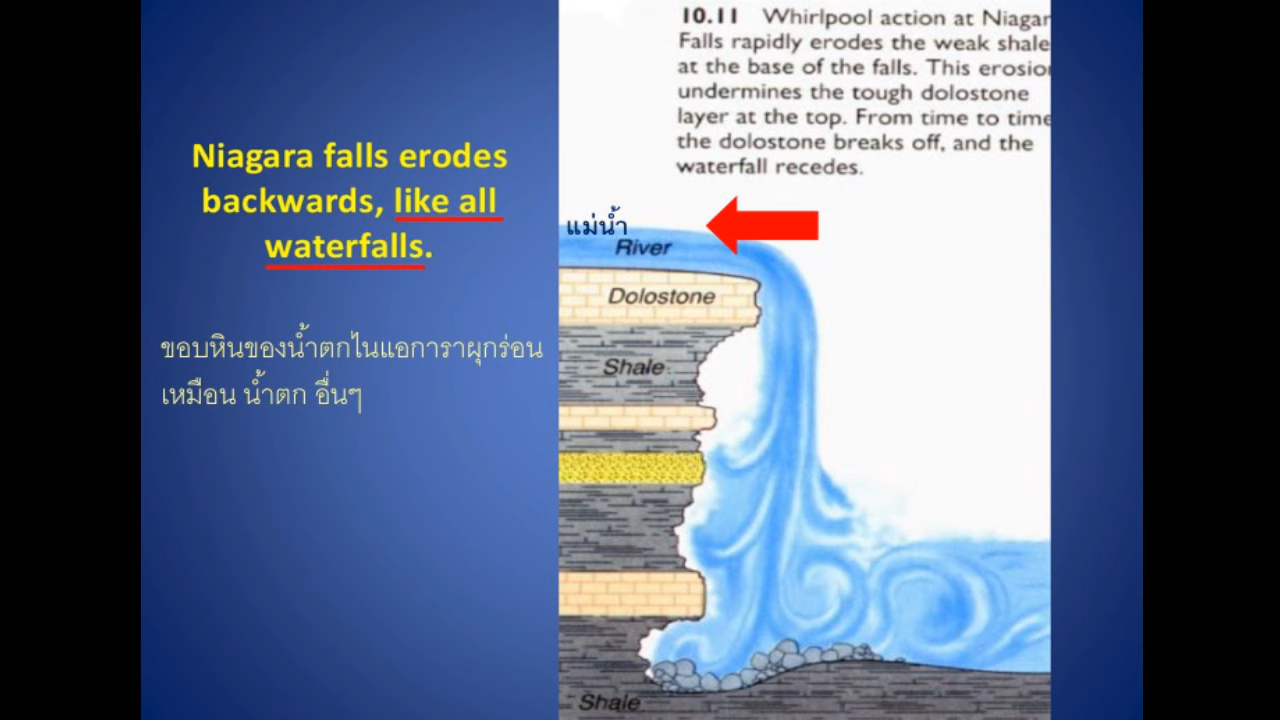 Niagara falls erodes
backwards, like all
waterfalls.
ขอบหินของน้ำตกไนแอการาผุกร่อน
เหมือน น้ำตก อื่นๆ
10.11 Whirlpool action at Niagar
Falls rapidly erodes the weak shale
at the base of the falls. This erosion
undermines the tough dolostone
layer at the top. From time to time
the dolostone breaks off, and the
waterfall recedes.
แม่น้ำ
River
Dolostone
Shale
Shale